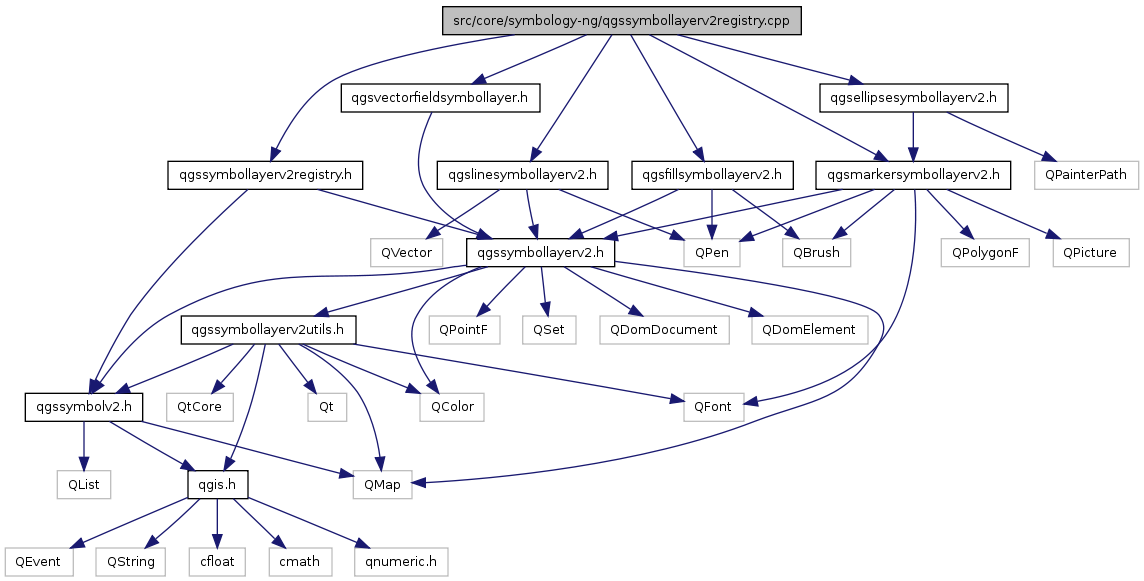 src/core/symbology-ng/qgssymbollayerv2registry.cpp
qgsvectorfieldsymbollayer.h
qgsellipsesymbollayerv2.h
qgssymbollayerv2registry.h
qgslinesymbollayerv2.h
qgsfillsymbollayerv2.h
qgsmarkersymbollayerv2.h
QPainterPath
QVector
qgssymbollayerv2.h
QPen
QBrush
QPolygonF
QPicture
qgssymbollayerv2utils.h
QPointF
QSet
QDomDocument
QDomElement
qgssymbolv2.h
QtCore
Qt
QColor
QFont
QList
qgis.h
QMap
QEvent
QString
cfloat
cmath
qnumeric.h